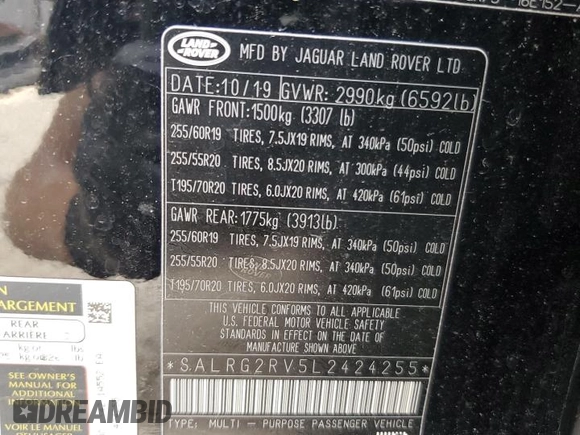 16E152-
LAND
ROVER
MFD BY JAGUAR LAND ROVER LTD
DATE:10/19 GVWR: 2990kg (6592lb)
GAWR FRONT:1500kg (3307 lb)
255/60R19 TIRES, 7.5JX19 RIMS, AT 340kPa (50psi) COLD
255/55R20 TIRES, 8.5JX20 RIMS, AT 300kPa (44psi) COLD
T195/70R20 TIRES, 6.0JX20 RIMS, AT 420kPa (61psi) COLD
GAWR REAR:1775kg (3913lb)
255/60R19 TIRES, 7.5JX19 RIMS, AT 340kPa (50psi) COLD
255/55R20 TIRES, 8.5JX20 RIMS, AT 340kPa (50psi) COLD
T195/70R20 TIRES, 6.0JX20 RIMS, AT 420kPa (61psi) COLD
THIS VEHICLE CONFORMS TO ALL APPLICABLE
U.S. FEDERAL MOTOR VEHICLE SAFETY
STANDARDS IN EFFECT ON THE DATE OF
MANUFACTURE SHOWN ABOVE
*SALRG2RV5L2424255*
TYPE: MULTI - PURPOSE PASSENGER VEHICLE
ARGEMENT
REAR
ARRIÈRE
SEE OWNER'S
MANUAL FOR
VOIR LE MANUEL
DREAMBID